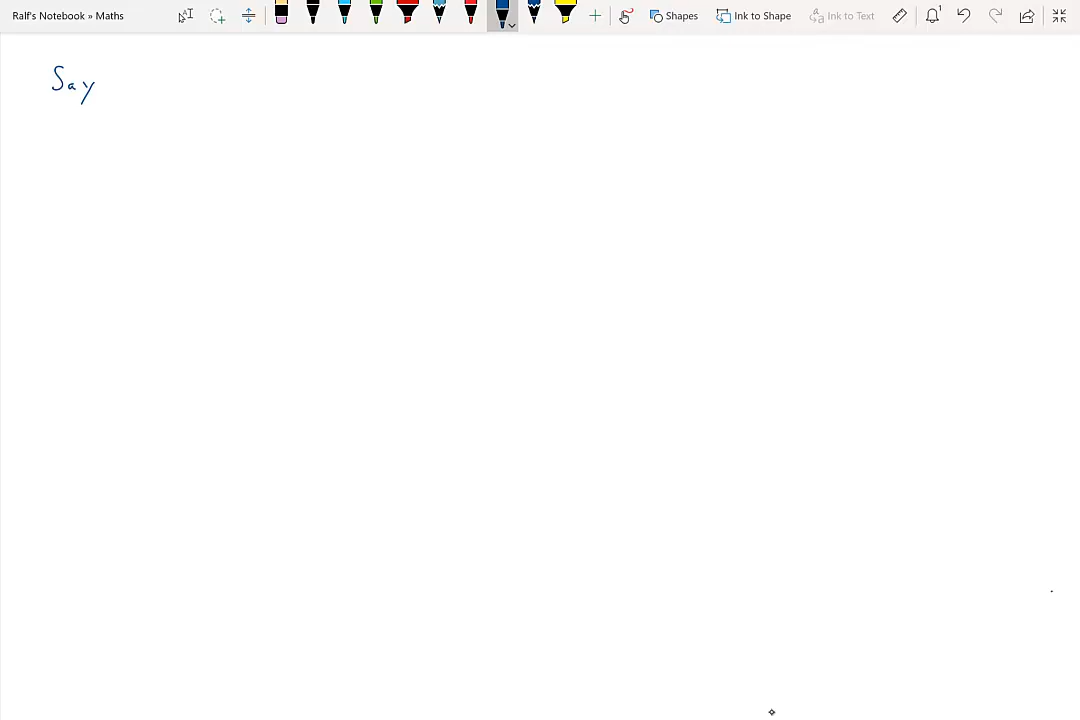 Ralf's Notebook » Maths
Shapes
Ink to Shape
Ink to Text
Say